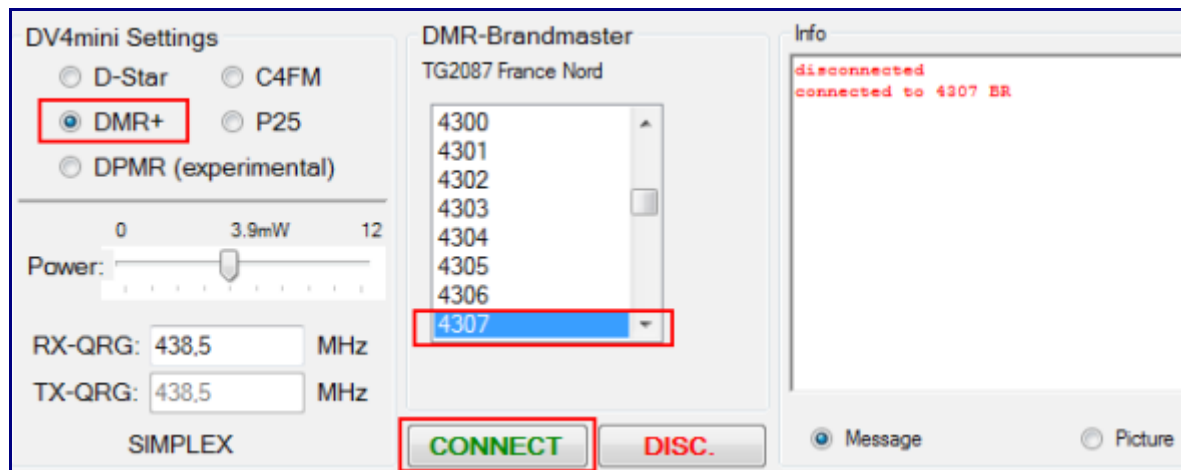 DV4mini Settings
D-Star
C4FM
DMR+
P25
DPMR (experimental)
0
3.9mW
12
Power:
RX-QRG:
438,5
MHz
TX-QRG:
438,5
MHz
SIMPLEX
DMR-Brandmaster
TG2087 France Nord
4300
4301
4302
4303
4304
4305
4306
4307
CONNECT
DISC.
Info
disconnected
connected to 4307 BR
Message
Picture